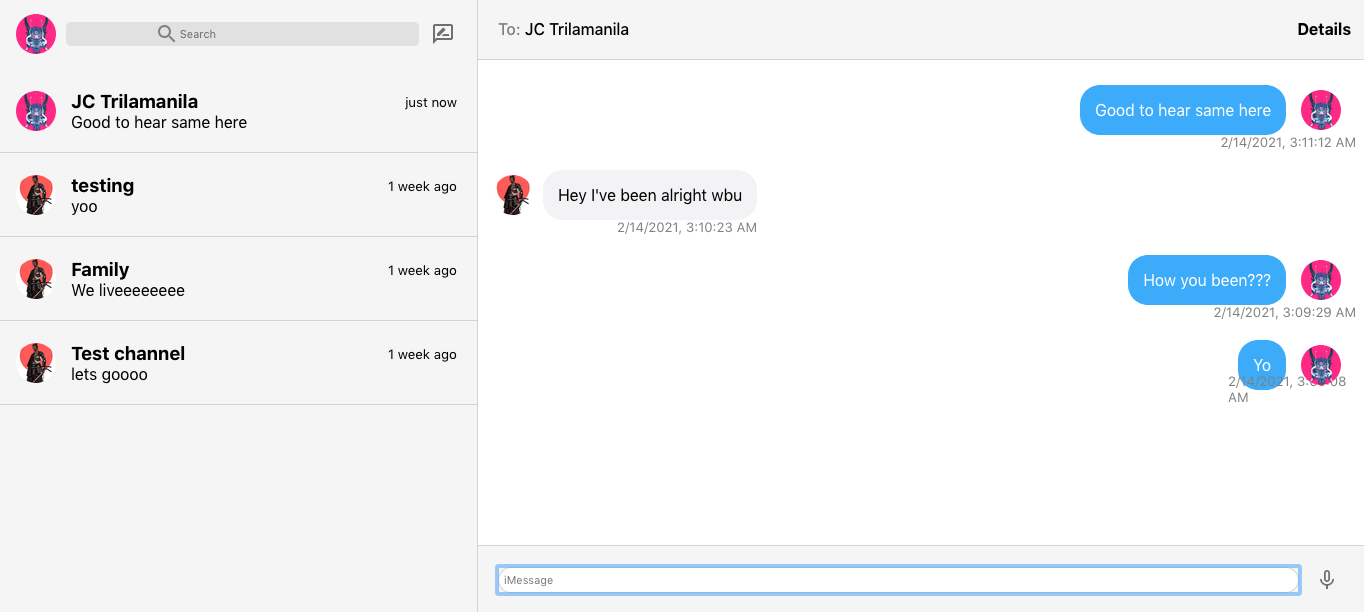 Search
JC Trilamanila
just now
Good to hear same here
testing
1 week ago
yoo
Family
1 week ago
We liveeeeeeee
Test channel
1 week ago
lets goooo
To: JC Trilamanila
Details
Good to hear same here
2/14/2021, 3:11:12 AM
Hey I've been alright wbu
2/14/2021, 3:10:23 AM
How you been???
2/14/2021, 3:09:29 AM
Yo
2/14/2021,
AM
iMessage